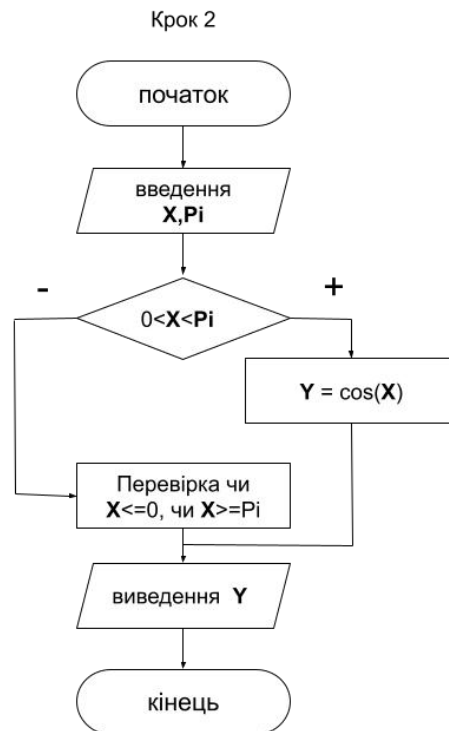 Крок 2
початок
введення
X,Pi
-
+
0<X<Pi
Y = cos(X)
Перевірка чи
X<=0, чи X>=Pi
виведення Y
кінець